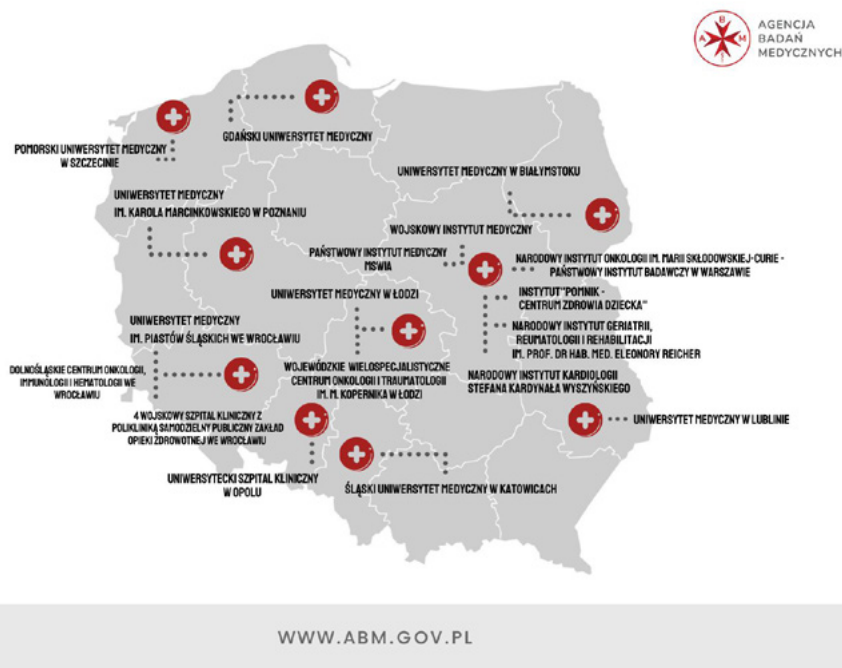 AGENCJA
BADAŃ
MEDYCZNYCH
A B M
GDAŃSKI UNIWERSYTET MEDYCZNY
POMORSKI UNIWERSYTET MEDYCZNY
W SZCZECINIE
UNIWERSYTET MEDYCZNY W BIAŁYMSTOKU
UNIWERSYTET MEDYCZNY
IM. KAROLA MARCINKOWSKIEGO W POZNANIU
WOJSKOWY INSTYTUT MEDYCZNY
PAŃSTWOWY INSTYTUT MEDYCZNY
MSWIA
NARODOWY INSTYTUT ONKOLOGII IM. MARII SKŁODOWSKIEJ-CURIE -
PAŃSTWOWY INSTYTUT BADAWCZY W WARSZAWIE
INSTYTUT "POMNIK -
CENTRUM ZDROWIA DZIECKA"
UNIWERSYTET MEDYCZNY W ŁODZI
UNIWERSYTET MEDYCZNY
IM. PIASTÓW ŚLĄSKICH WE WROCŁAWIU
NARODOWY INSTYTUT GERIATRII,
REUMATOLOGII I REHABILITACJI
IM. PROF. DR HAB. MED. ELEONORY REICHER
DOLNOŚLĄSKIE CENTRUM ONKOLOGII,
IMMUNOLOGII I HEMATOLOGII WE
WROCŁAWIU
WOJEWÓDZKIE WIELOSPECJALISTYCZNE
CENTRUM ONKOLOGII I TRAUMATOLOGII
IM. M. KOPERNIKA W ŁODZI
NARODOWY INSTYTUT KARDIOLOGII
STEFANA KARDYNAŁA WYSZYŃSKIEGO
4 WOJSKOWY SZPITAL KLINICZNY Z
POLIKLINIKĄ SAMODZIELNY PUBLICZNY ZAKŁAD
OPIEKI ZDROWOTNEJ WE WROCŁAWIU
UNIWERSYTET MEDYCZNY W LUBLINIE
UNIWERSYTECKI SZPITAL KLINICZNY
W OPOLU
ŚLĄSKI UNIWERSYTET MEDYCZNY W KATOWICACH
WWW.ABM.GOV.PL